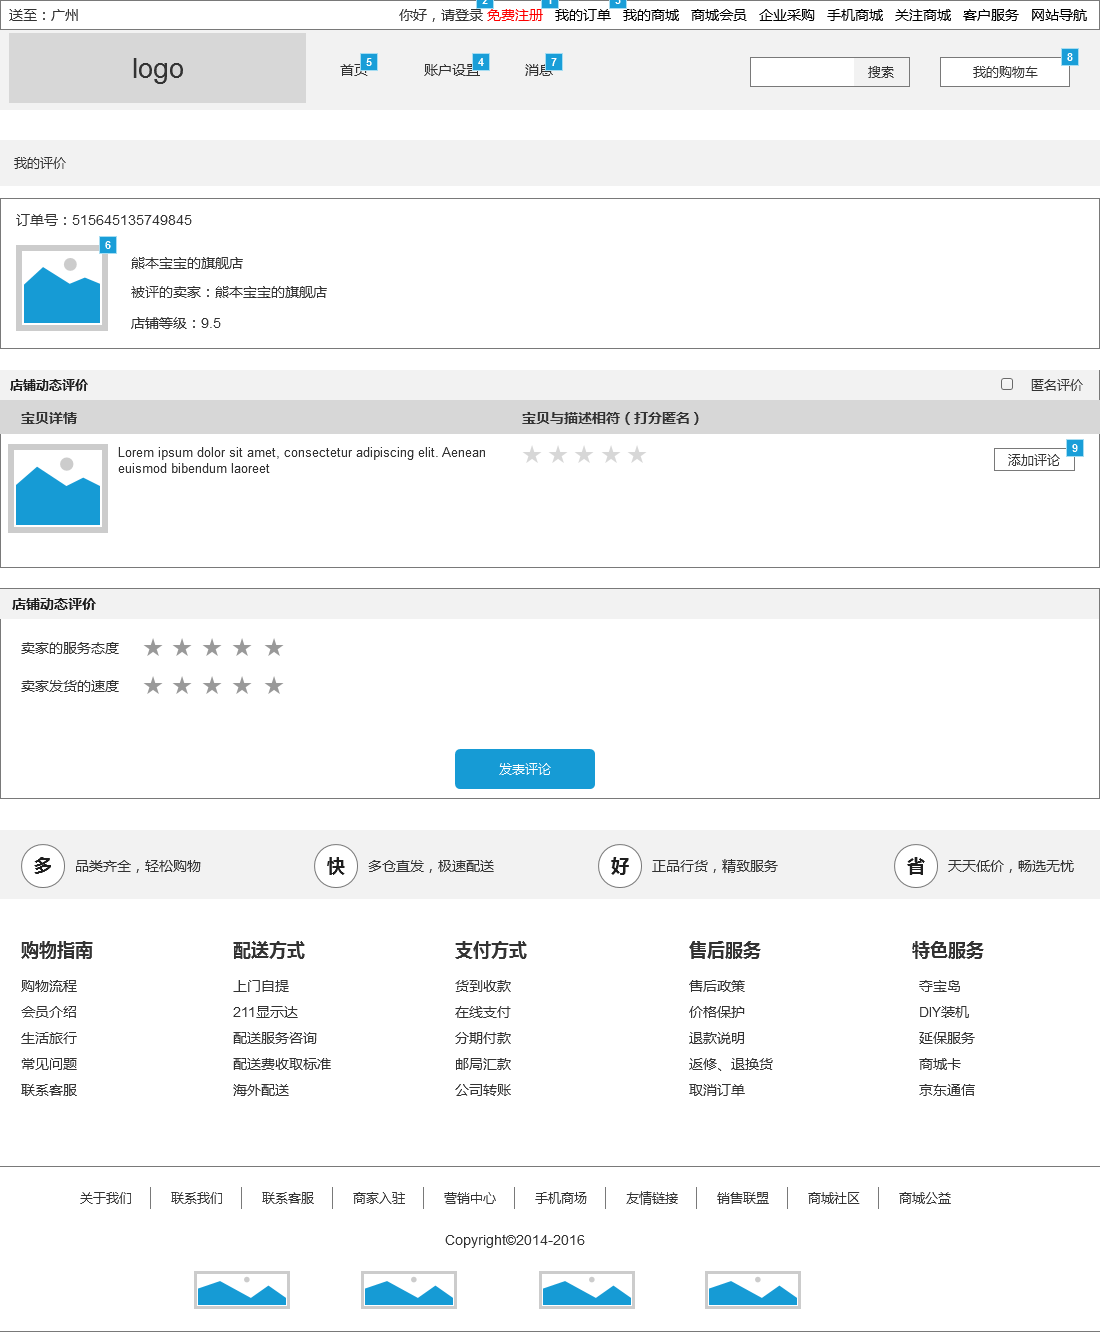 送至：广州 你好，请登录 免费注册 我的订单 我的商城 商城会员 企业采购 手机商城 关注商城 客户服务 网站导航
2 1 3
logo 首页 5 账户设置 4 消息 7 搜索 我的购物车 8
我的评价
订单号：515645135749845
6
熊本宝宝的旗舰店
被评的卖家：熊本宝宝的旗舰店
店铺等级：9.5
店铺动态评价 匿名评价
宝贝详情 宝贝与描述相符（打分匿名）
Lorem ipsum dolor sit amet, consectetur adipiscing elit. Aenean
euismod bibendum laoreet
★ ★ ★ ★ ★
添加评论 9
店铺动态评价
卖家的服务态度 ★ ★ ★ ★ ★
卖家发货的速度 ★ ★ ★ ★ ★
发表评论
多 品类齐全，轻松购物 快 多仓直发，极速配送 好 正品行货，精致服务 省 天天低价，畅选无忧
购物指南 配送方式 支付方式 售后服务 特色服务
购物流程 上门自提 货到收款 售后政策 夺宝岛
会员介绍 211显示达 在线支付 价格保护 DIY装机
生活旅行 配送服务咨询 分期付款 退款说明 延保服务
常见问题 配送费收取标准 邮局汇款 返修、退换货 商城卡
联系客服 海外配送 公司转账 取消订单 京东通信
关于我们 联系我们 联系客服 商家入驻 营销中心 手机商场 友情链接 销售联盟 商城社区 商城公益
Copyright©2014-2016